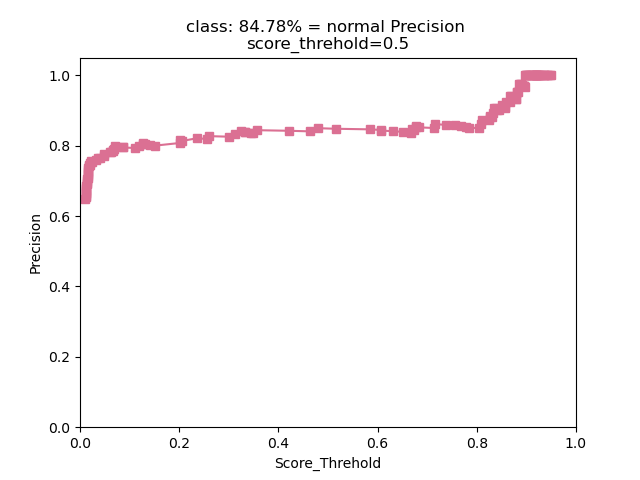 class: 84.78% = normal Precision
score_threhold=0.5
1.0
0.8
0.6
0.4
0.2
0.0
Precision
0.0 0.2 0.4 0.6 0.8 1.0
Score_Threhold